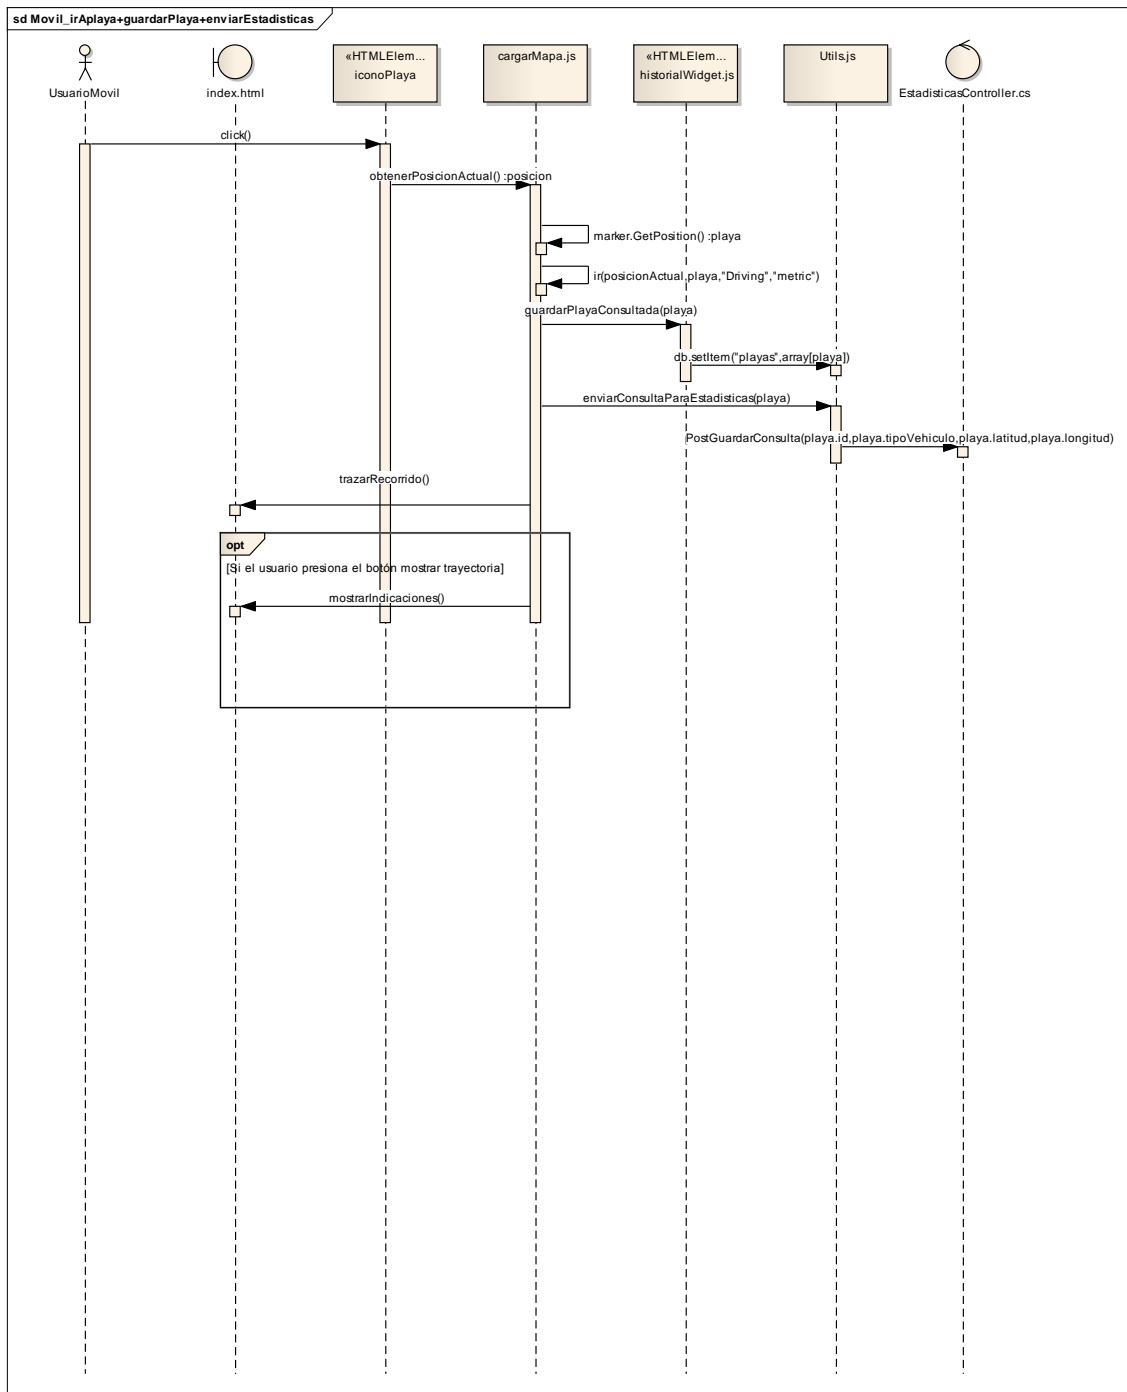 sd Movil_irAplaya+guardarPlaya+enviarEstadisticas
UsuarioMovil
index.html
«HTMLElem...
iconoPlaya
cargarMapa.js
«HTMLElem...
historialWidget.js
Utils.js
EstadisticasController.cs
click()
obtenerPosicionActual() :posicion
marker.GetPosition() :playa
ir(posicionActual,playa,"Driving","metric")
guardarPlayaConsultada(playa)
db.setItem("playas",array[playa])
enviarConsultaParaEstadisticas(playa)
PostGuardarConsulta(playa.id,playa.tipoVehiculo,playa.latitud,playa.longitud)
trazarRecorrido()
opt
[Si el usuario presiona el botón mostrar trayectoria]
mostrarIndicaciones()